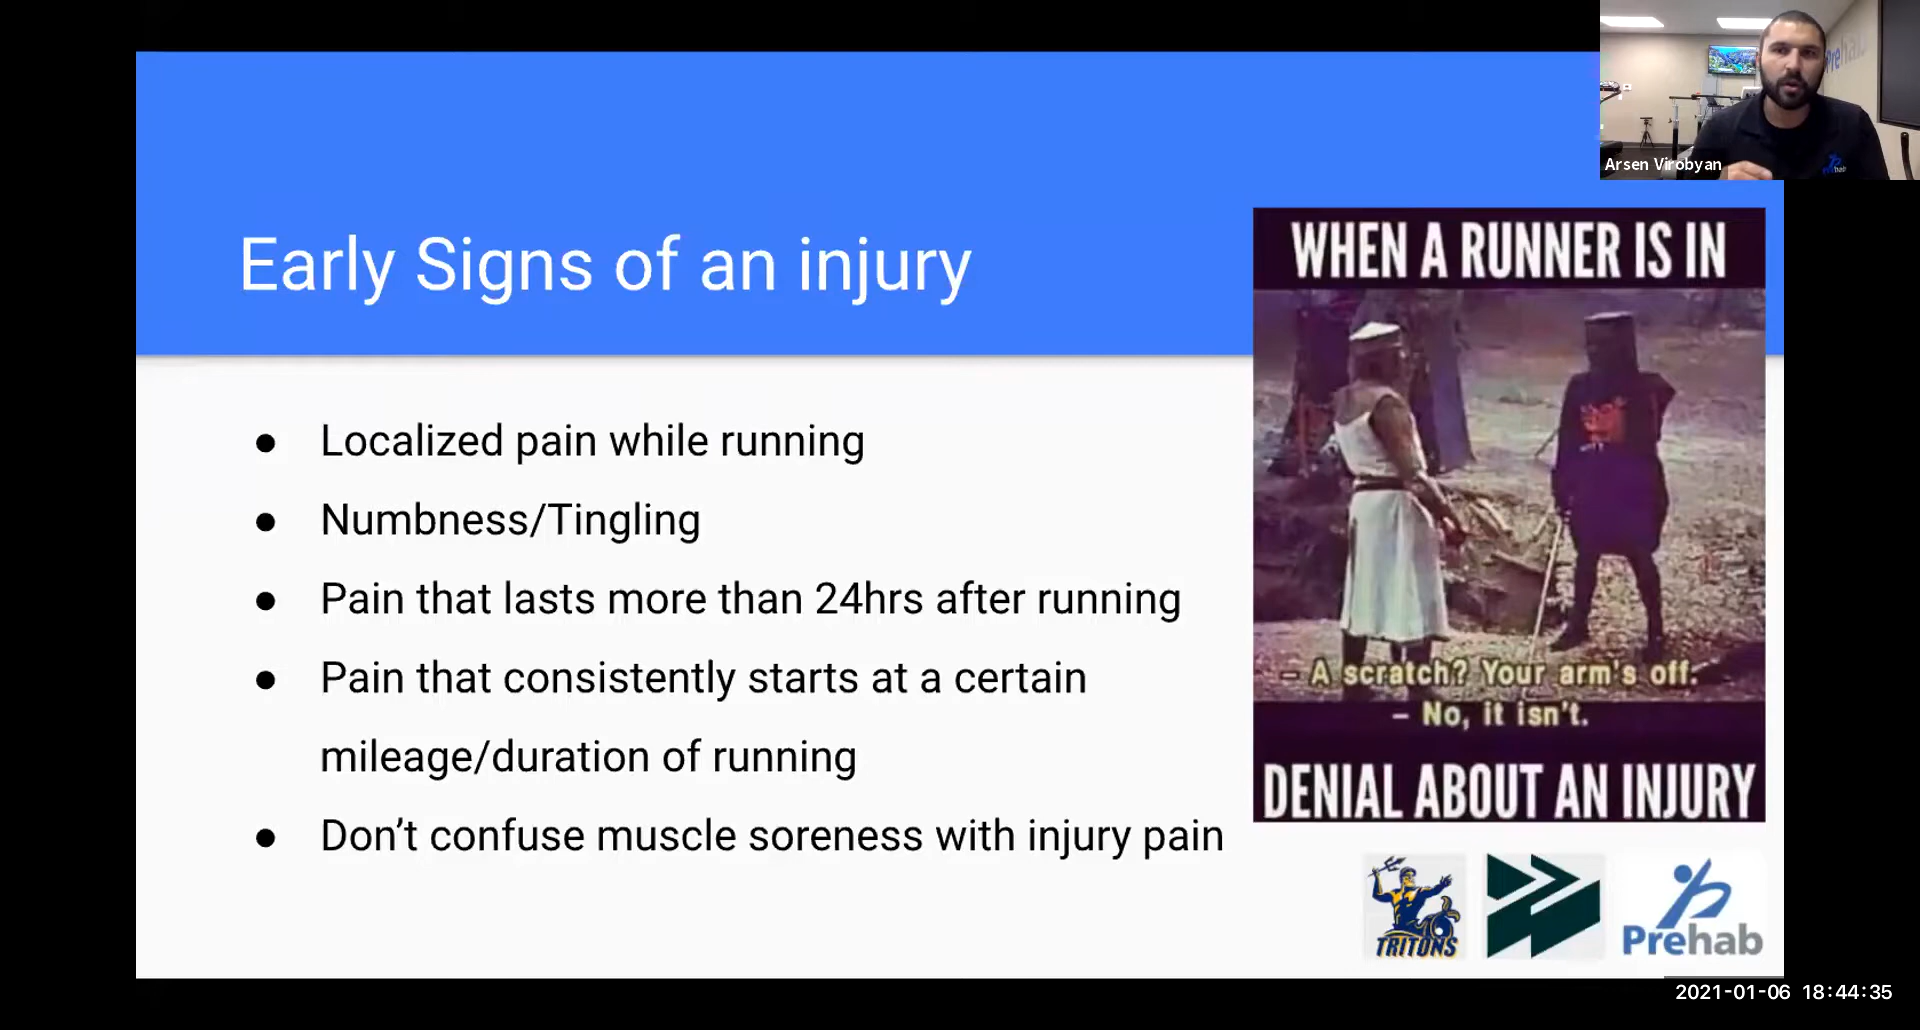 Prehab
Arsen Virobyan
Early Signs of an injury
WHEN A RUNNER IS IN
– A scratch? Your arm's off.
– No, it isn't.
DENIAL ABOUT AN INJURY
● Localized pain while running
● Numbness/Tingling
● Pain that lasts more than 24hrs after running
● Pain that consistently starts at a certain
mileage/duration of running
● Don’t confuse muscle soreness with injury pain
TRITONS
Prehab
2021-01-06 18:44:35